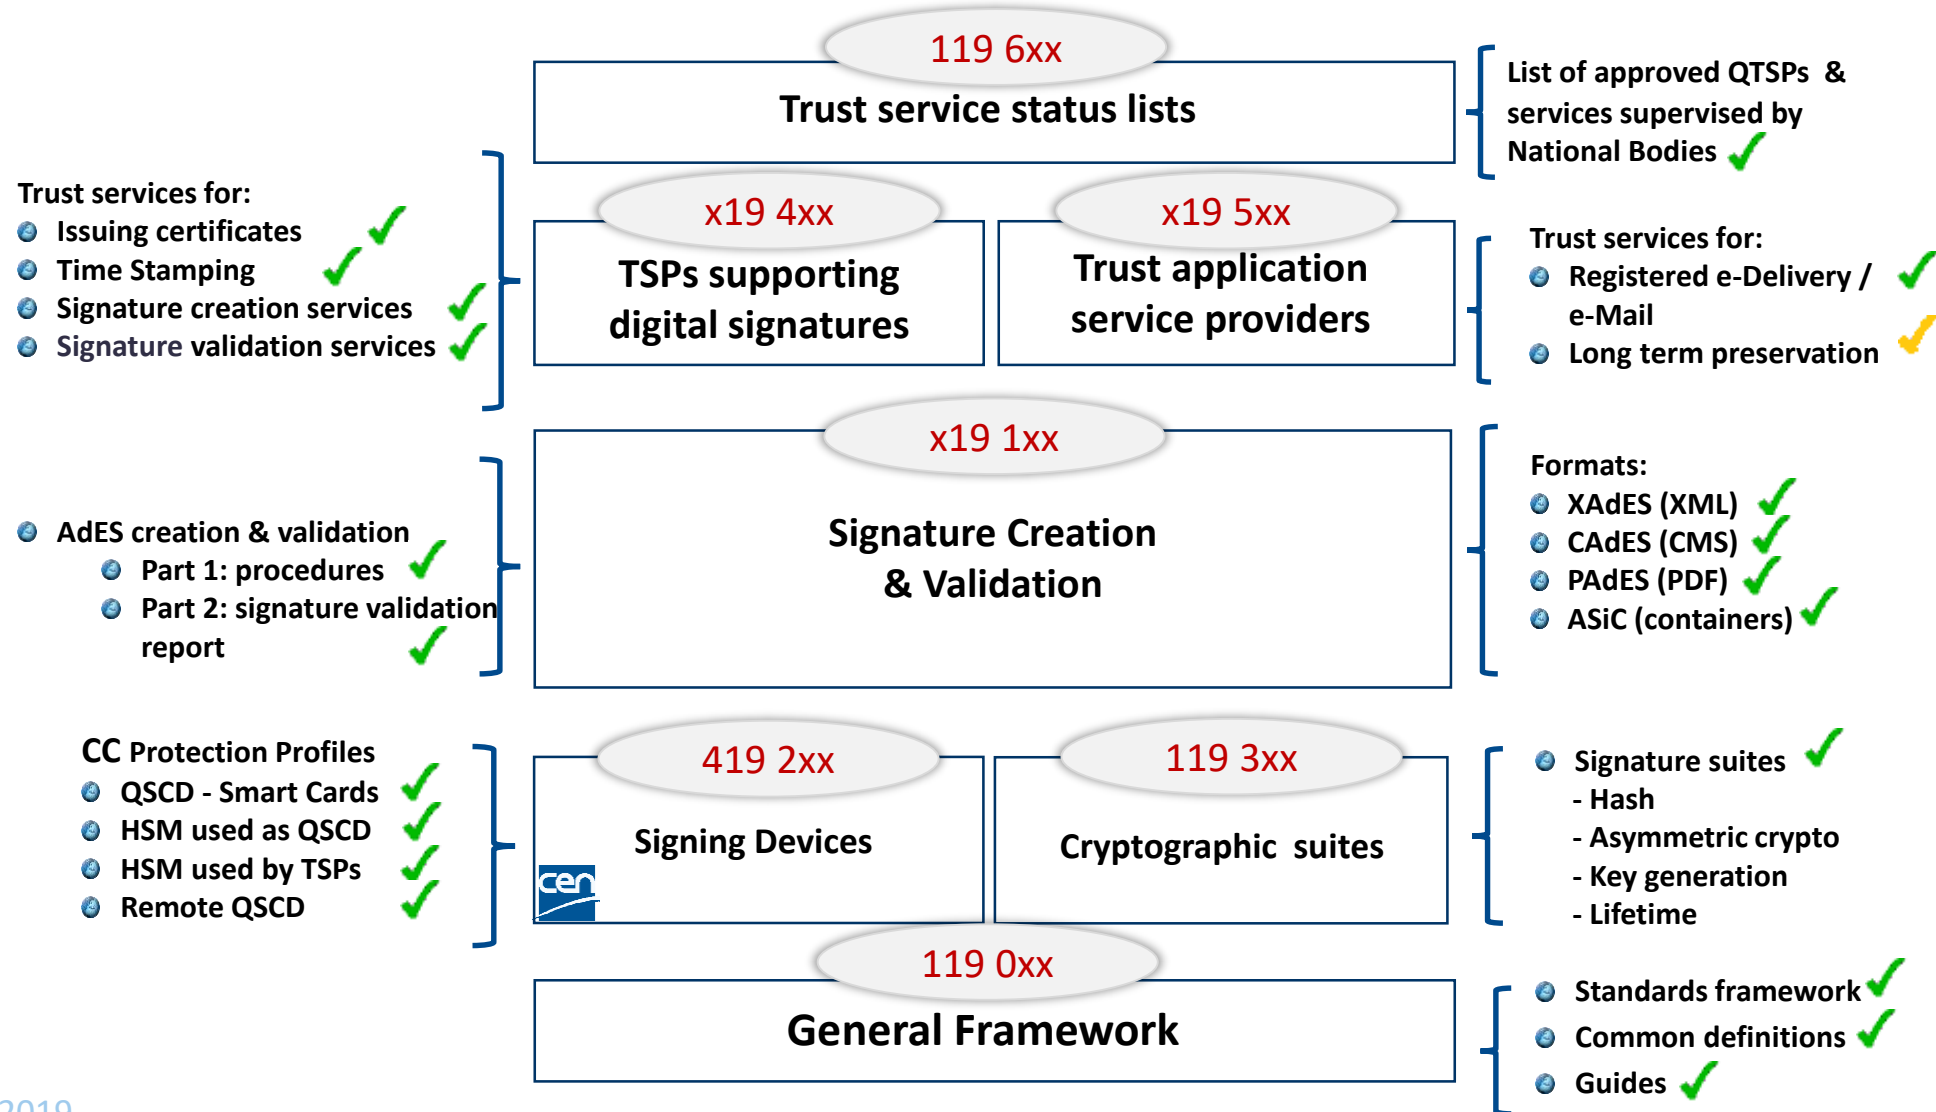 119 6xx
Trust service status lists
List of approved QTSPs &
services supervised by
National Bodies
Trust services for:
Issuing certificates
Time Stamping
Signature creation services
Signature validation services
x19 4xx
TSPs supporting
digital signatures
x19 5xx
Trust application
service providers
Trust services for:
Registered e-Delivery /
e-Mail
Long term preservation
x19 1xx
Signature Creation
& Validation
AdES creation & validation
Part 1: procedures
Part 2: signature validation
report
Formats:
XAdES (XML)
CAdES (CMS)
PAdES (PDF)
ASiC (containers)
CC Protection Profiles
QSCD - Smart Cards
HSM used as QSCD
HSM used by TSPs
Remote QSCD
419 2xx
Signing Devices
cen
119 3xx
Cryptographic suites
Signature suites
- Hash
- Asymmetric crypto
- Key generation
- Lifetime
119 0xx
General Framework
Standards framework
Common definitions
Guides
2019